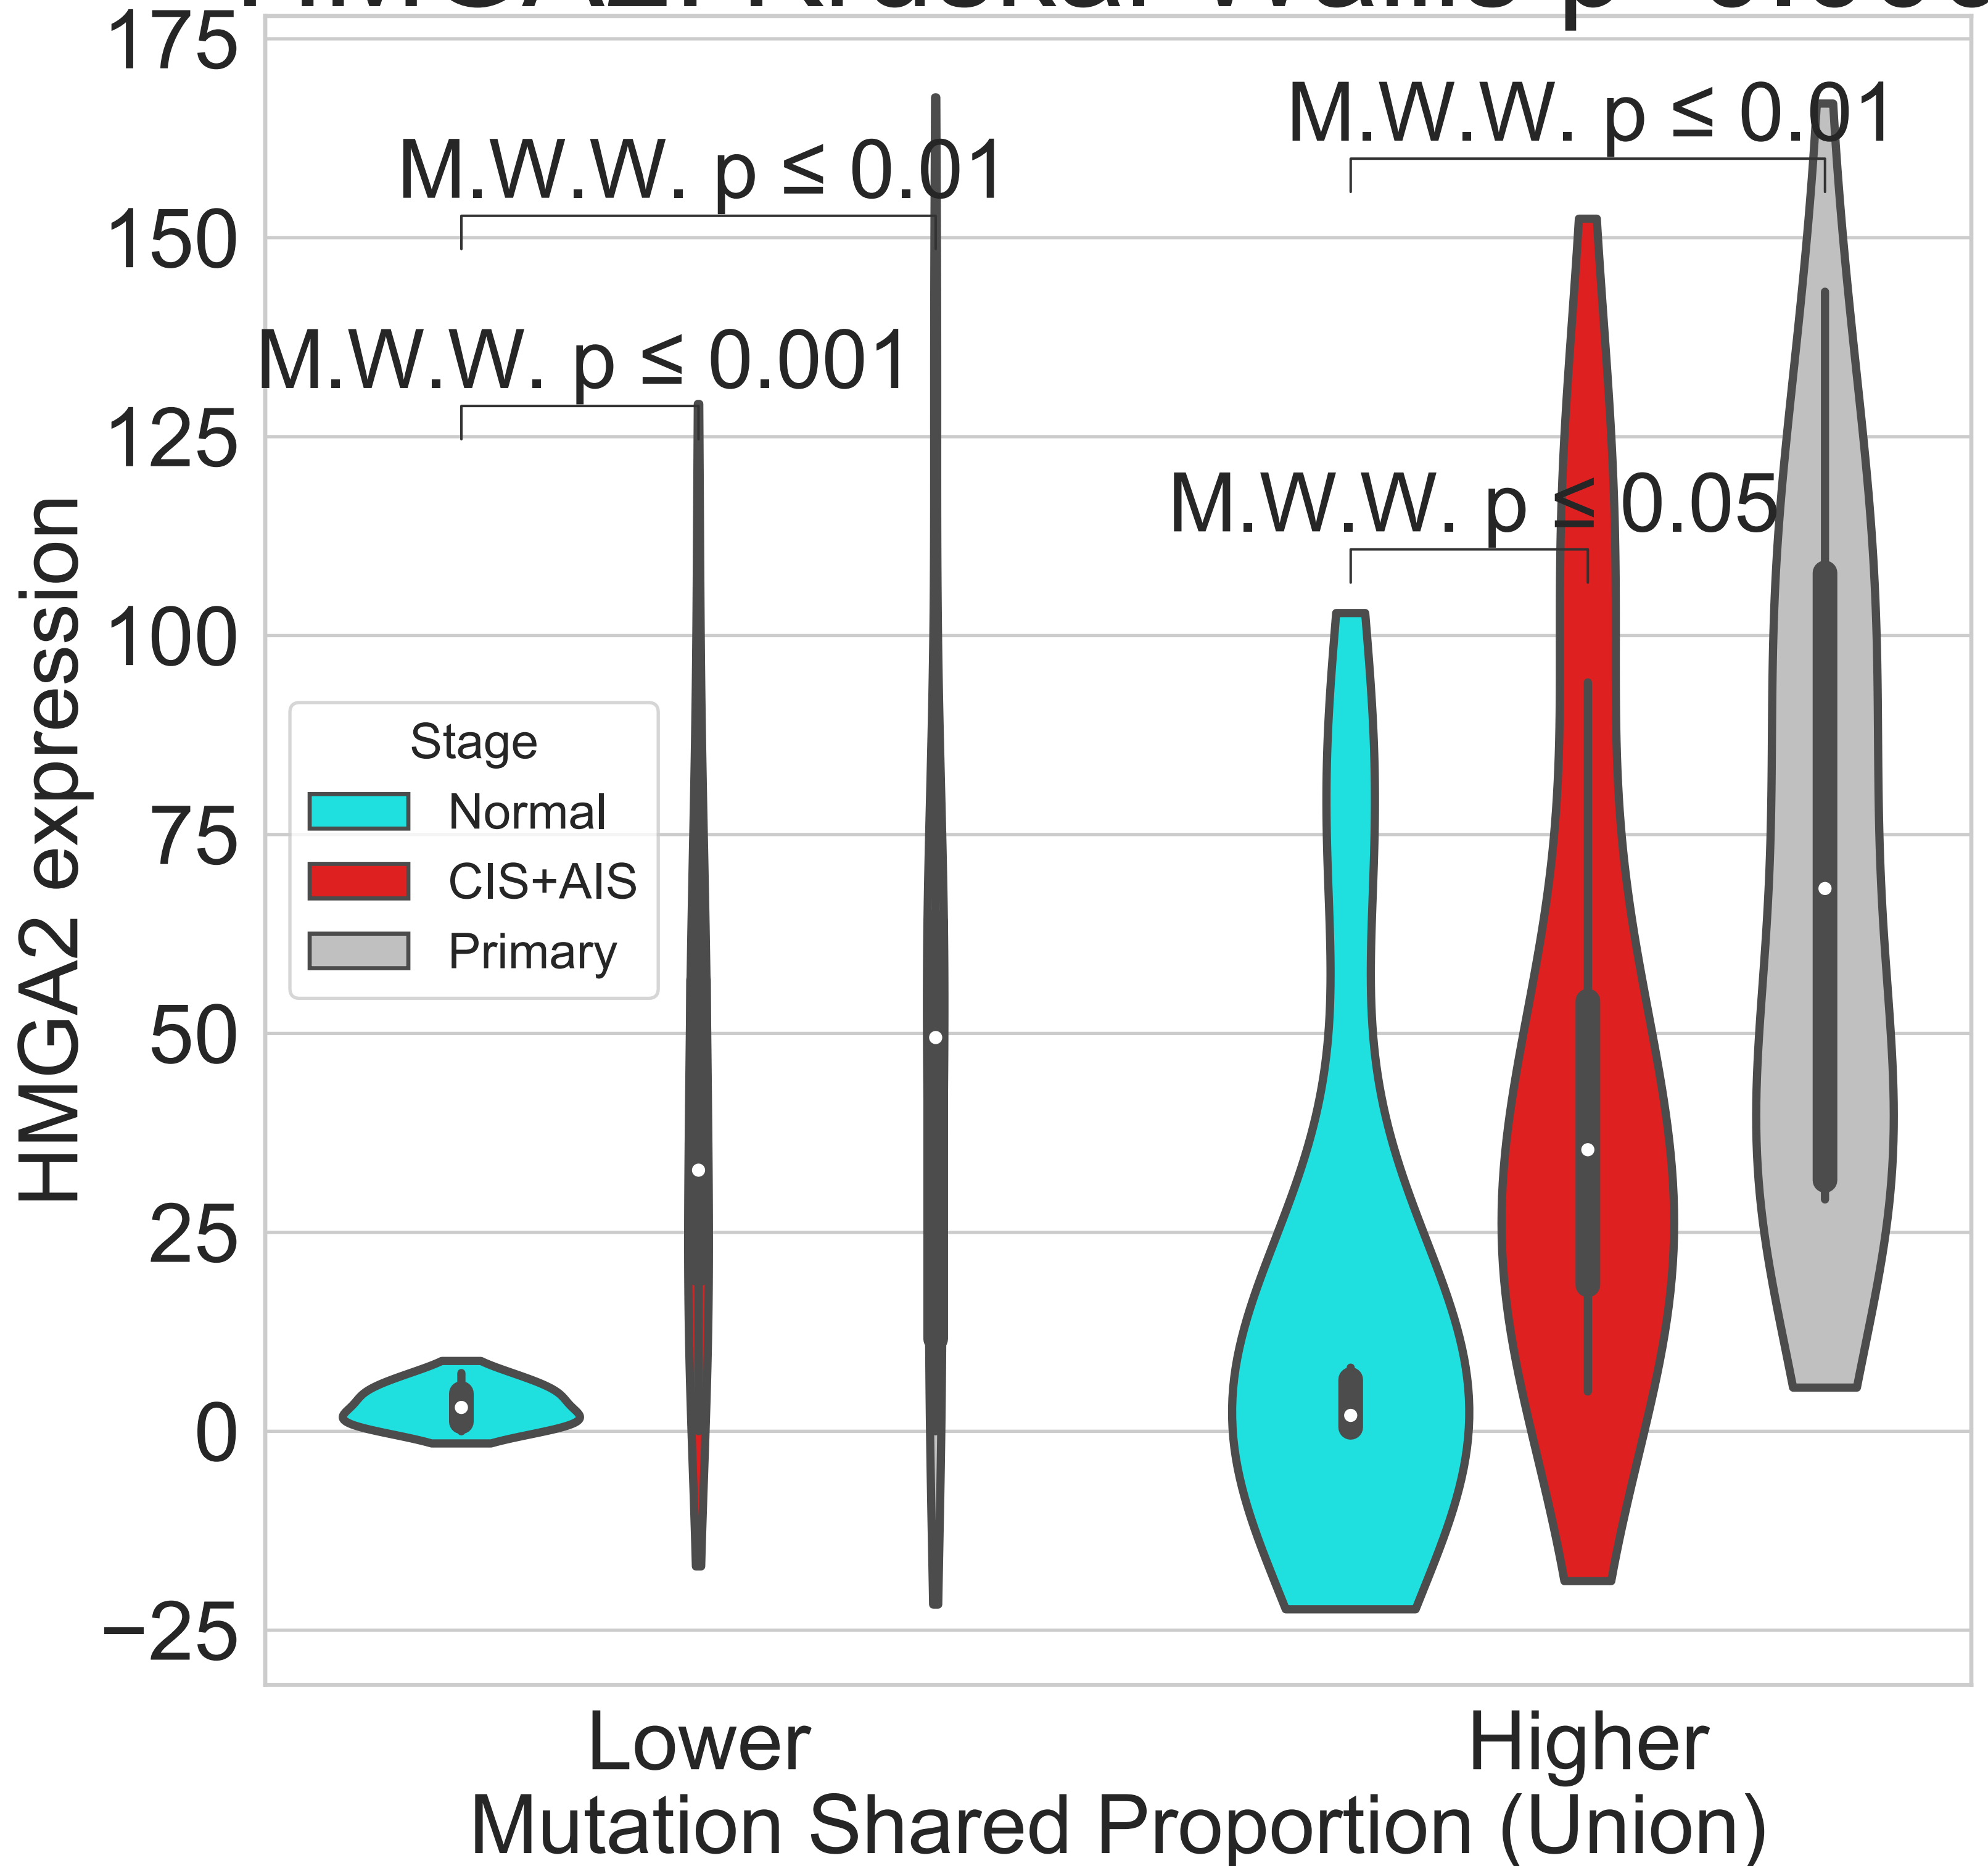 175
M.W.W. p ≤ 0.01
M.W.W. p ≤ 0.01
150
M.W.W. p ≤ 0.001
125
M.W.W. p ≤ 0.05
100
Stage
Normal
75
CIS+AIS
Primary
50
25
0
−25
HMGA2 expression
Lower
Higher
Mutation Shared Proportion (Union)